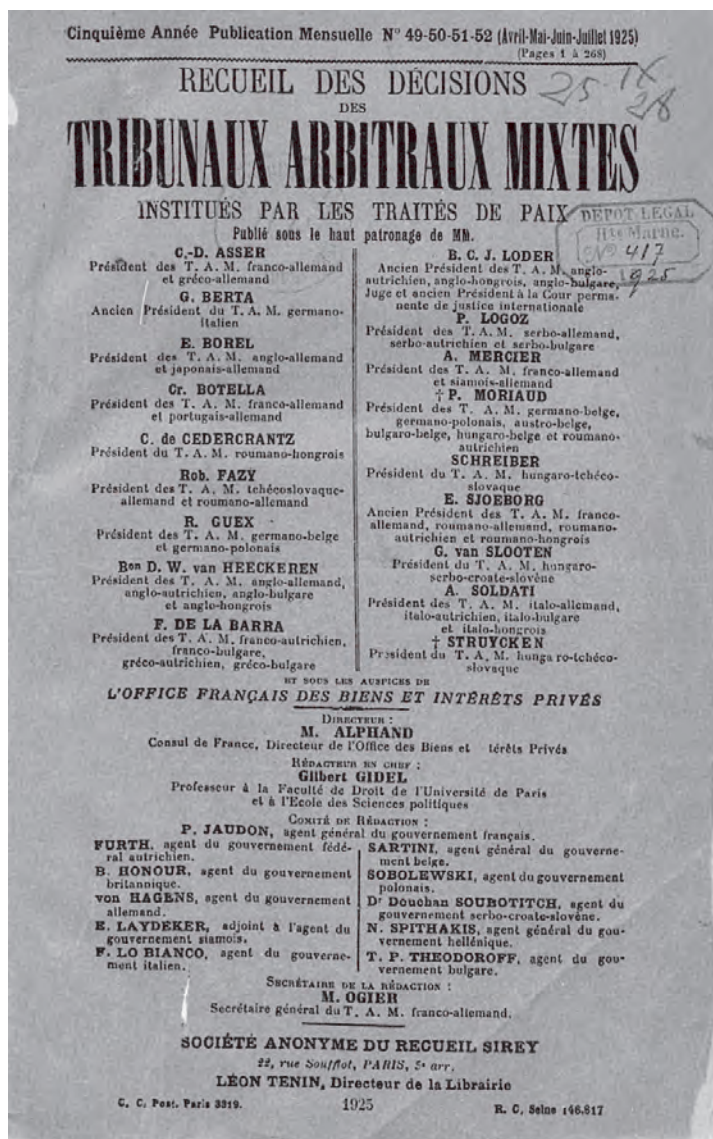 Cinquième Année Publication Mensuelle N° 49-50-51-52 (Avril-Mai-Juin-Juillet 1925)
(Pages 1 à 268)
25 IX 28
RECUEIL DES DÉCISIONS
DES
TRIBUNAUX ARBITRAUX MIXTES
INSTITUÉS PAR LES TRAITÉS DE PAIX
DEPOT LEGAL
Hte Marne.
N° 417
1925
Publié sous le haut patronage de MM.
C.-D. ASSER
Président des T. A. M. franco-allemand
et gréco-allemand
G. BERTA
Ancien Président du T. A. M. germano-
italien
E. BOREL
Président des T. A. M. anglo-allemand
et japonais-allemand
Cr. BOTELLA
Président des T. A. M. franco-allemand
et portugais-allemand
C. de CEDERCRANTZ
Président du T. A. M. roumano-hongrois
Rob. FAZY
Président des T. A. M. tchécoslovaque-
allemand et roumano-allemand
R. GUEX
Président des T. A. M. germano-belge
et germano-polonais
Bon D. W. van HEECKEREN
Président des T. A. M. anglo-allemand,
anglo-autrichien, anglo-bulgare
et anglo-hongrois
F. DE LA BARRA
Président des T. A. M. franco-autrichien,
franco-bulgare,
gréco-autrichien, gréco-bulgare
B. C. J. LODER
Ancien Président des T. A. M. anglo-
autrichien, anglo-hongrois, anglo-bulgare,
Juge et ancien Président à la Cour perma-
nente de justice internationale
P. LOGOZ
Président des T. A. M. serbo-allemand,
serbo-autrichien et serbo-bulgare
A. MERCIER
Président des T. A. M. franco-allemand
et siamois-allemand
† P. MORIAUD
Président des T. A. M. germano-belge,
germano-polonais, austro-belge,
bulgaro-belge, hungaro-belge et roumano-
autrichien
SCHREIBER
Président du T. A. M. hungaro-tchéco-
slovaque
E. SJOEBORG
Ancien Président des T. A. M. franco-
allemand, roumano-allemand, roumano-
autrichien et roumano-hongrois
G. van SLOOTEN
Président du T. A. M. hungaro-
serbo-croate-slovène
A. SOLDATI
Président des T. A. M. italo-allemand,
italo-autrichien, italo-bulgare
et italo-hongrois
† STRUYCKEN
President du T. A. M. hunga ro-tchéco-
slovaque
ET SOUS LES AUSPICES DE
L'OFFICE FRANÇAIS DES BIENS ET INTÉRÊTS PRIVÉS
DIRECTEUR :
M. ALPHAND
Consul de France, Directeur de l'Office des Biens et térêts Privés
RÉDACTEUR EN CHEF :
Gilbert GIDEL
Professeur à la Faculté de Droit de l'Université de Paris
et à l'Ecole des Sciences politiques
COMITÉ DE RÉDACTION :
P. JAUDON, agent général du gouvernement français.
FURTH, agent du gouvernement fédé-
ral autrichien.
B. HONOUR, agent du gouvernement
britannique.
von HAGENS, agent du gouvernement
allemand.
E. LAYDEKER, adjoint à l'agent du
gouvernement siamois.
F. LO BIANCO, agent du gouverne-
ment italien.
SARTINI, agent général du gouverne-
ment belge.
SOBOLEWSKI, agent du gouvernement
polonais.
Dr Douchan SOUBOTITCH, agent du
gouvernement serbo-croate-slovène.
N. SPITHAKIS, agent général du gou-
vernement hellénique.
T. P. THEODOROFF, agent du gou-
vernement bulgare.
SECRÉTAIRE DE LA RÉDACTION :
M. OGIER
Secrétaire général du T. A. M. franco-allemand.
SOCIÉTÉ ANONYME DU RECUEIL SIREY
22, rue Soufflot, PARIS, 5e arr.
LÉON TENIN, Directeur de la Librairie
C. C. Post. Paris 3319.
1925
R. C. Seine 146.817